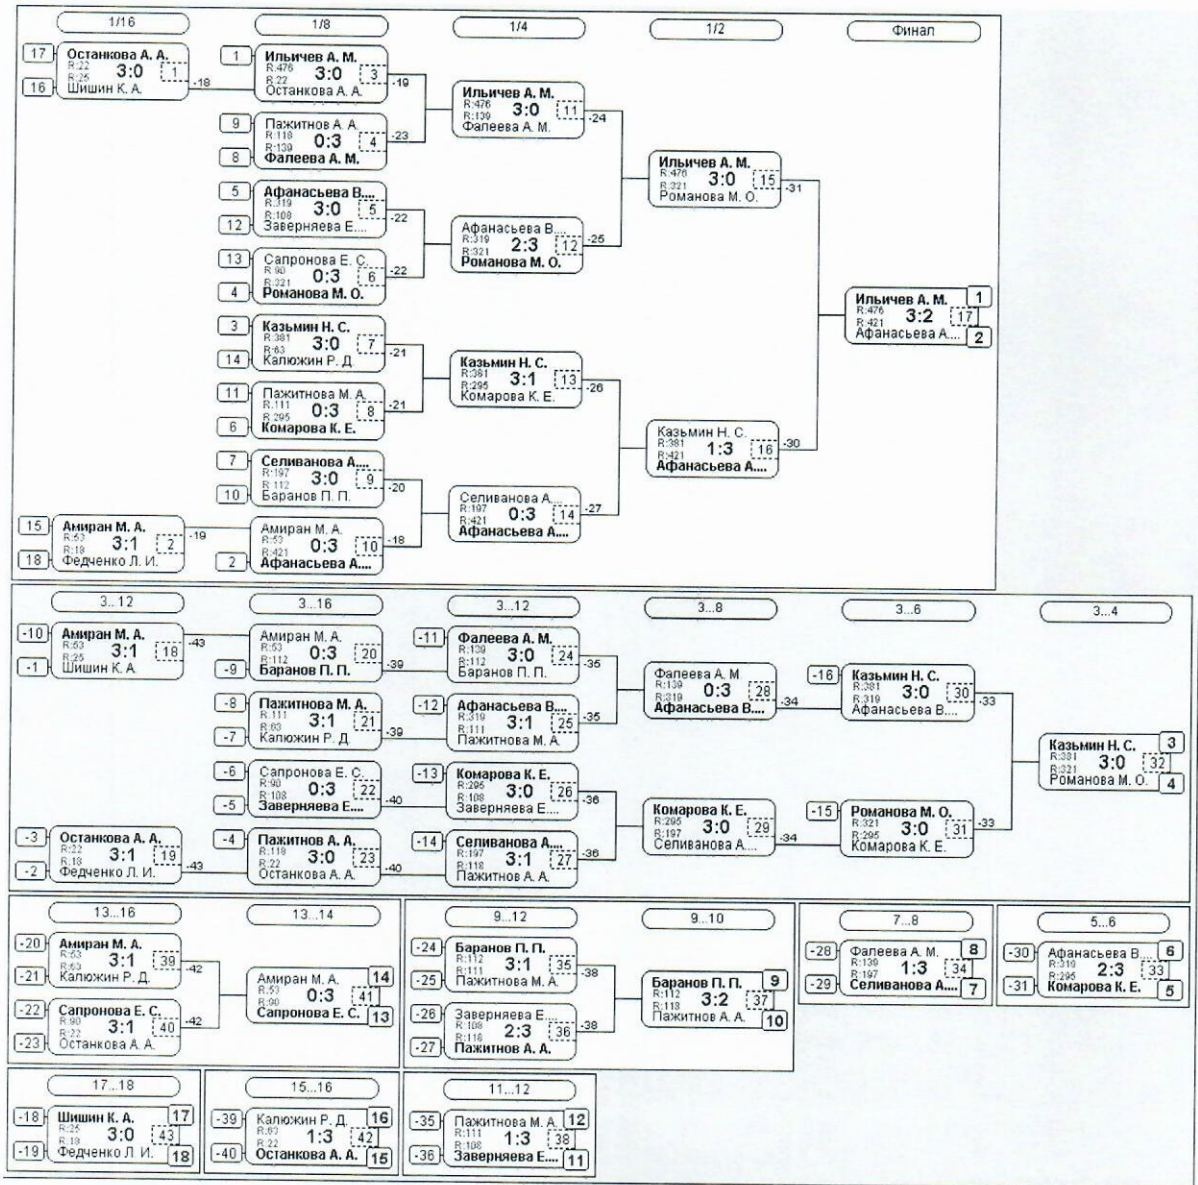 1/16
1/8
1/4
1/2
Финал
17
Останкова А. А.
R:22
3:0
1
R:25
16
Шишин К. А.
-18
1
Ильичев А. М.
R:476
3:0
3
R:22
Останкова А. А.
-19
9
Пажитнов А. А.
R:118
0:3
4
R:139
8
Фалеева А. М.
-23
5
Афанасьева В....
R:319
3:0
5
R:108
12
Заверняева Е....
-22
13
Сапронова Е. С.
R:90
0:3
6
R:321
4
Романова М. О.
-22
3
Казьмин Н. С.
R:381
3:0
7
R:63
14
Калюжин Р. Д.
-21
11
Пажитнова М. А.
R:111
0:3
8
R:295
6
Комарова К. Е.
-21
7
Селиванова А....
R:197
3:0
9
R:112
10
Баранов П. П.
-20
15
Амиран М. А.
R:53
3:1
2
R:18
18
Федченко Л. И.
-19
Амиран М. А.
R:53
0:3
10
R:421
2
Афанасьева А....
-18
Ильичев А. М.
R:476
3:0
11
R:139
Фалеева А. М.
-24
Афанасьева В....
R:319
2:3
12
R:321
Романова М. О.
-25
Казьмин Н. С.
R:381
3:1
13
R:295
Комарова К. Е.
-26
Селиванова А....
R:197
0:3
14
R:421
Афанасьева А....
-27
Ильичев А. М.
R:476
3:0
15
R:321
Романова М. О.
-31
Казьмин Н. С.
R:381
1:3
16
R:421
Афанасьева А....
-30
Ильичев А. М.
1
R:476
3:2
17
R:421
Афанасьева А....
2
3...12
3...16
3...12
3...8
3...6
3...4
-10
Амиран М. А.
R:53
3:1
18
R:25
-1
Шишин К. А.
-43
-3
Останкова А. А.
R:22
3:1
19
R:18
-2
Федченко Л. И.
-43
Амиран М. А.
R:53
0:3
20
R:112
-9
Баранов П. П.
-39
-8
Пажитнова М. А.
R:111
3:1
21
R:63
-7
Калюжин Р. Д.
-39
-6
Сапронова Е. С.
R:90
0:3
22
R:108
-5
Заверняева Е....
-40
-4
Пажитнов А. А.
R:118
3:0
23
R:22
Останкова А. А.
-40
-11
Фалеева А. М.
R:139
3:0
24
R:112
Баранов П. П.
-35
-12
Афанасьева В....
R:319
3:1
25
R:111
Пажитнова М. А.
-35
-13
Комарова К. Е.
R:295
3:0
26
R:108
Заверняева Е....
-36
-14
Селиванова А....
R:197
3:1
27
R:118
Пажитнов А. А.
-36
Фалеева А. М.
R:139
0:3
28
R:319
Афанасьева В....
-34
Комарова К. Е.
R:295
3:0
29
R:197
Селиванова А....
-34
-16
Казьмин Н. С.
R:381
3:0
30
R:319
Афанасьева В....
-33
-15
Романова М. О.
R:321
3:0
31
R:295
Комарова К. Е.
-33
Казьмин Н. С.
3
R:381
3:0
32
R:321
Романова М. О.
4
13...16
13...14
-20
Амиран М. А.
R:53
3:1
39
R:63
-21
Калюжин Р. Д.
-42
-22
Сапронова Е. С.
R:90
3:1
40
R:22
-23
Останкова А. А.
-42
Амиран М. А.
14
R:53
0:3
41
R:90
Сапронова Е. С.
13
9...12
9...10
-24
Баранов П. П.
R:112
3:1
35
R:111
-25
Пажитнова М. А.
-38
-26
Заверняева Е....
R:108
2:3
36
R:118
-27
Пажитнов А. А.
-38
Баранов П. П.
9
R:112
3:2
37
R:118
Пажитнов А. А.
10
7...8
-28
Фалеева А. М.
8
R:139
1:3
34
R:197
-29
Селиванова А....
7
5...6
-30
Афанасьева В....
6
R:319
2:3
33
R:295
-31
Комарова К. Е.
5
17...18
-18
Шишин К. А.
17
R:25
3:0
43
R:18
-19
Федченко Л. И.
18
15...16
-39
Калюжин Р. Д.
16
R:63
1:3
42
R:22
-40
Останкова А. А.
15
11...12
-35
Пажитнова М. А.
12
R:111
1:3
38
R:108
-36
Заверняева Е....
11